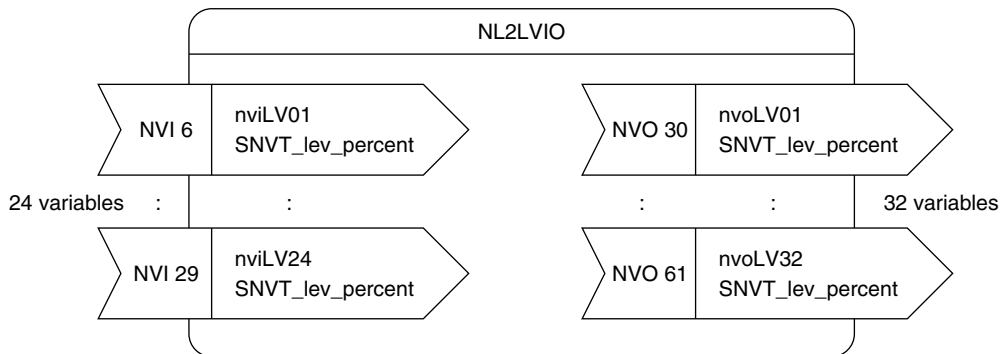 NL2LVIO
NVI 6
nviLV01
SNVT_lev_percent
NVO 30
nvoLV01
SNVT_lev_percent
24 variables : : : : 32 variables
NVI 29
nviLV24
SNVT_lev_percent
NVO 61
nvoLV32
SNVT_lev_percent